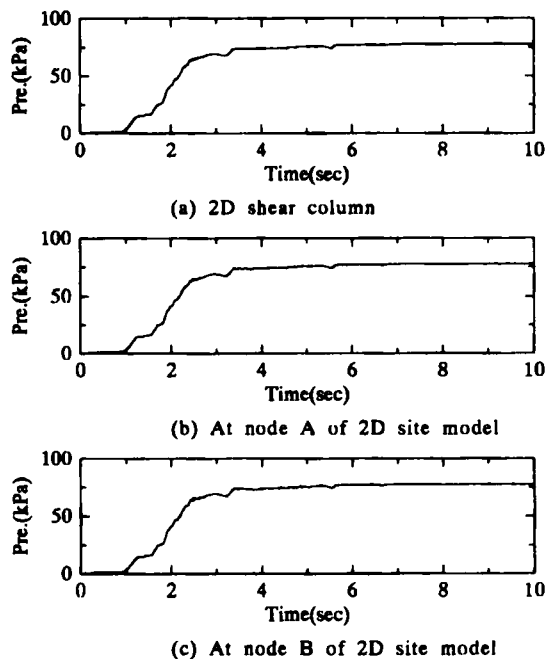 100
75
50
25
0
Pre.(kPa)
0 2 4 6 8 10
Time(sec)
(a) 2D shear column
100
50
0
Pre.(kPa)
0 2 4 6 8 10
Time(sec)
(b) At node A of 2D site model
100
50
0
Pre.(kPa)
0 2 4 6 8 10
Time(sec)
(c) At node B of 2D site model